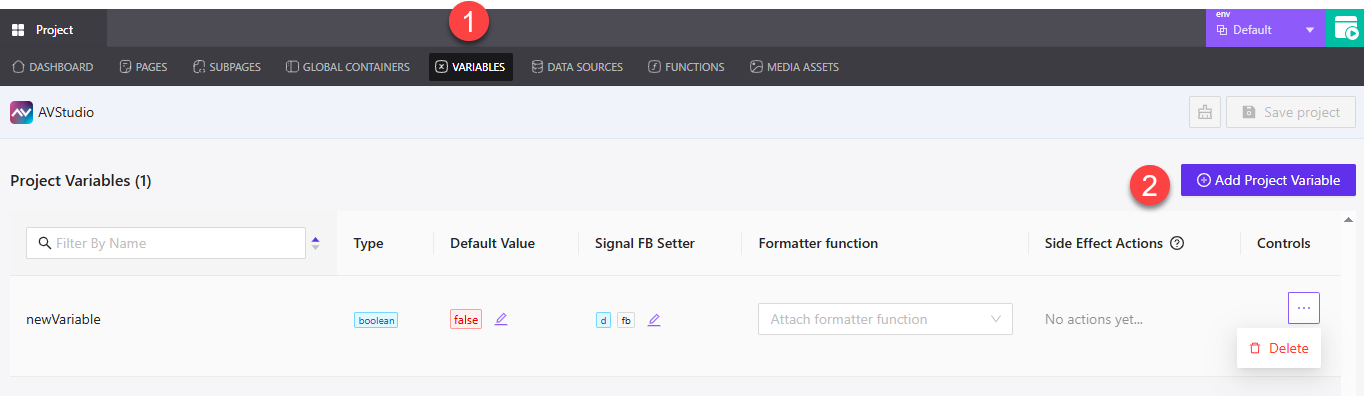 1
env
Project
Default
DASHBOARD PAGES SUBPAGES GLOBAL CONTAINERS VARIABLES DATA SOURCES FUNCTIONS MEDIA ASSETS
AVStudio Save project
Project Variables (1) 2 Add Project Variable
Filter By Name Type Default Value Signal FB Setter Formatter function Side Effect Actions ? Controls
newVariable boolean false d fb Attach formatter function No actions yet... ...
Delete